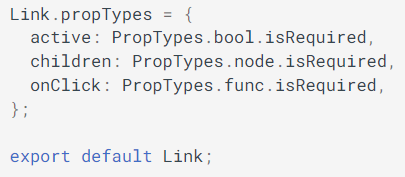 Link.propTypes = {
  active: PropTypes.bool.isRequired,
  children: PropTypes.node.isRequired,
  onClick: PropTypes.func.isRequired,
};

export default Link;